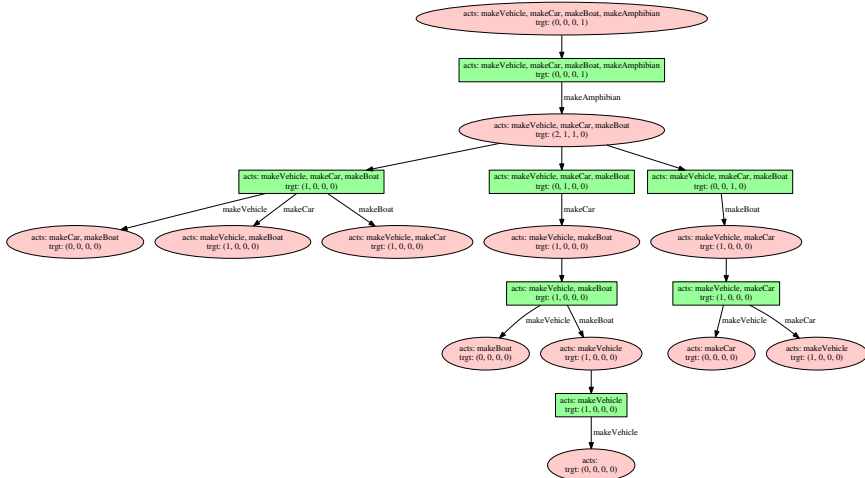 acts: makeVehicle, makeCar, makeBoat, makeAmphibian
trgt: (0, 0, 0, 1)
acts: makeVehicle, makeCar, makeBoat, makeAmphibian
trgt: (0, 0, 0, 1)
makeAmphibian
acts: makeVehicle, makeCar, makeBoat
trgt: (2, 1, 1, 0)
acts: makeVehicle, makeCar, makeBoat
trgt: (1, 0, 0, 0)
acts: makeVehicle, makeCar, makeBoat
trgt: (0, 1, 0, 0)
acts: makeVehicle, makeCar, makeBoat
trgt: (0, 0, 1, 0)
makeVehicle
makeCar
makeBoat
makeCar
makeBoat
acts: makeCar, makeBoat
trgt: (0, 0, 0, 0)
acts: makeVehicle, makeBoat
trgt: (1, 0, 0, 0)
acts: makeVehicle, makeCar
trgt: (1, 0, 0, 0)
acts: makeVehicle, makeBoat
trgt: (1, 0, 0, 0)
acts: makeVehicle, makeCar
trgt: (1, 0, 0, 0)
acts: makeVehicle, makeBoat
trgt: (1, 0, 0, 0)
acts: makeVehicle, makeCar
trgt: (1, 0, 0, 0)
makeVehicle
makeBoat
makeVehicle
makeCar
acts: makeBoat
trgt: (0, 0, 0, 0)
acts: makeVehicle
trgt: (1, 0, 0, 0)
acts: makeCar
trgt: (0, 0, 0, 0)
acts: makeVehicle
trgt: (1, 0, 0, 0)
acts: makeVehicle
trgt: (1, 0, 0, 0)
makeVehicle
acts:
trgt: (0, 0, 0, 0)